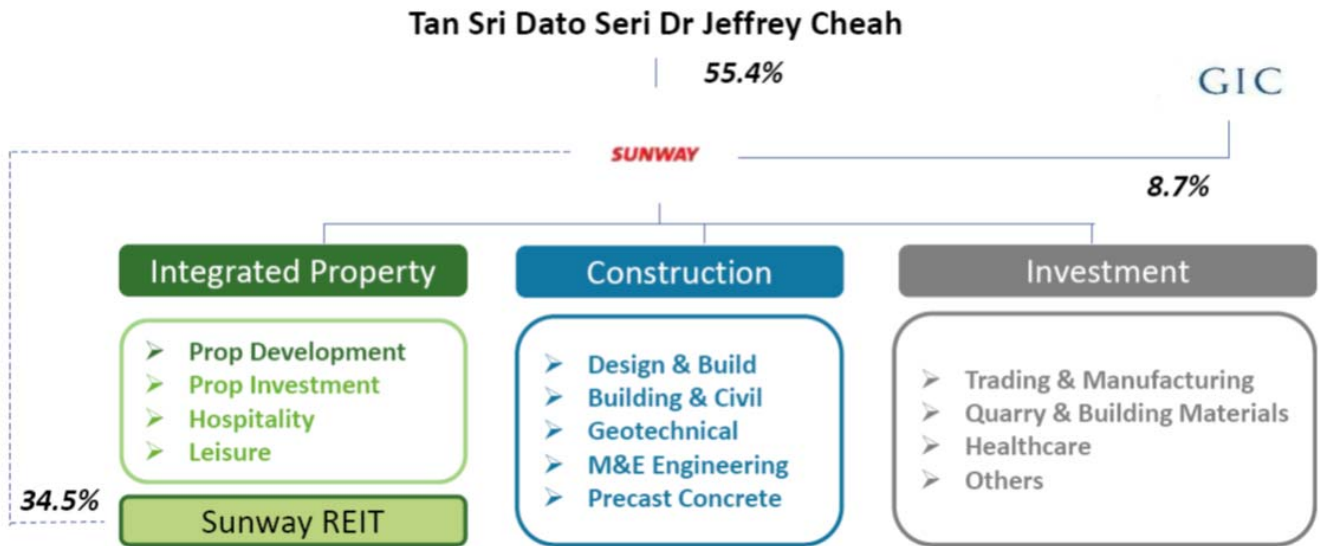 Tan Sri Dato Seri Dr Jeffrey Cheah
55.4%
GIC
SUNWAY
8.7%
Integrated Property
Construction
Investment
Prop Development
Prop Investment
Hospitality
Leisure
Design & Build
Building & Civil
Geotechnical
M&E Engineering
Precast Concrete
Trading & Manufacturing
Quarry & Building Materials
Healthcare
Others
34.5%
Sunway REIT